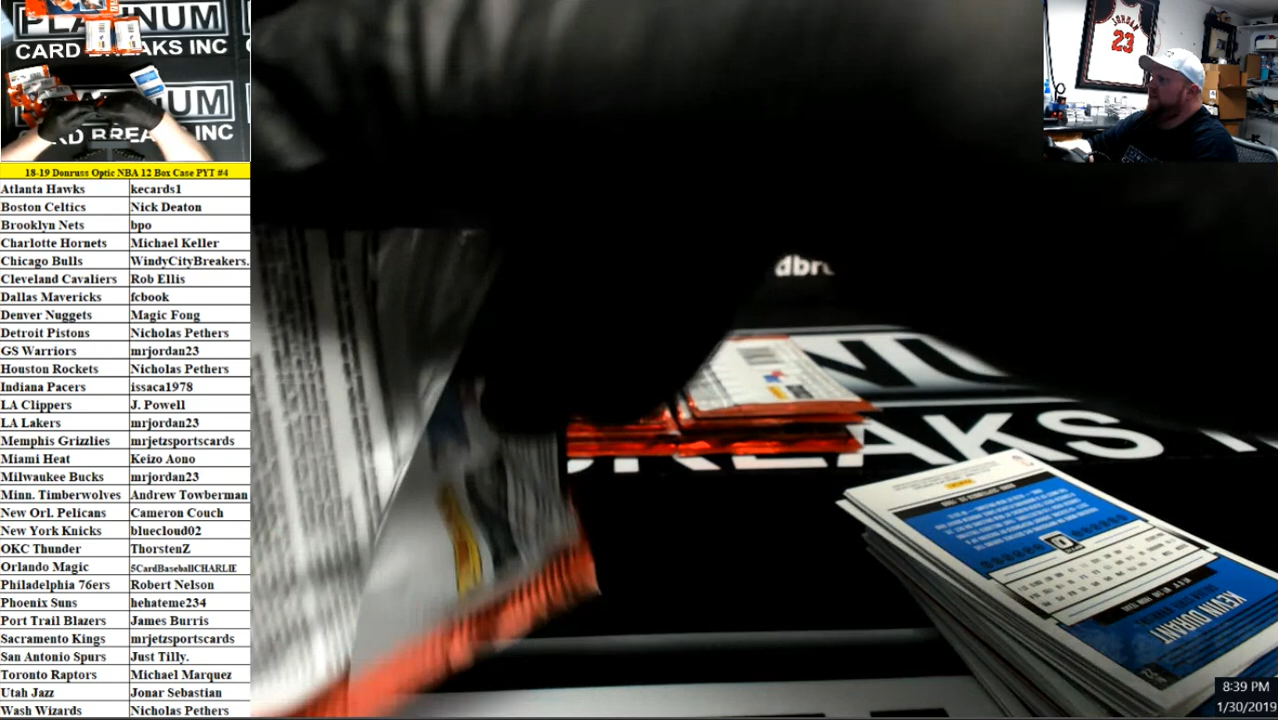 PLATINUM
CARD BREAKS INC
UM
CARD BREAKS INC
18-19 Donruss Optic NBA 12 Box Case PYT #4
Atlanta Hawks kecards1
Boston Celtics Nick Deaton
Brooklyn Nets bpo
Charlotte Hornets Michael Keller
Chicago Bulls WindyCityBreakers.
Cleveland Cavaliers Rob Ellis
Dallas Mavericks fcbook
Denver Nuggets Magic Fong
Detroit Pistons Nicholas Pethers
GS Warriors mrjordan23
Houston Rockets Nicholas Pethers
Indiana Pacers issaca1978
LA Clippers J. Powell
LA Lakers mrjordan23
Memphis Grizzlies mrjetzsportscards
Miami Heat Keizo Aono
Milwaukee Bucks mrjordan23
Minn. Timberwolves Andrew Towberman
New Orl. Pelicans Cameron Couch
New York Knicks bluecloud02
OKC Thunder ThorstenZ
Orlando Magic 5CardBaseballCHARLIE
Philadelphia 76ers Robert Nelson
Phoenix Suns hehateme234
Port Trail Blazers James Burris
Sacramento Kings mrjetzsportscards
San Antonio Spurs Just Tilly.
Toronto Raptors Michael Marquez
Utah Jazz Jonar Sebastian
Wash Wizards Nicholas Pethers
JORDAN
23
dbr
NU
BREAKS
KEVIN DURANT
8:39 PM
1/30/2019